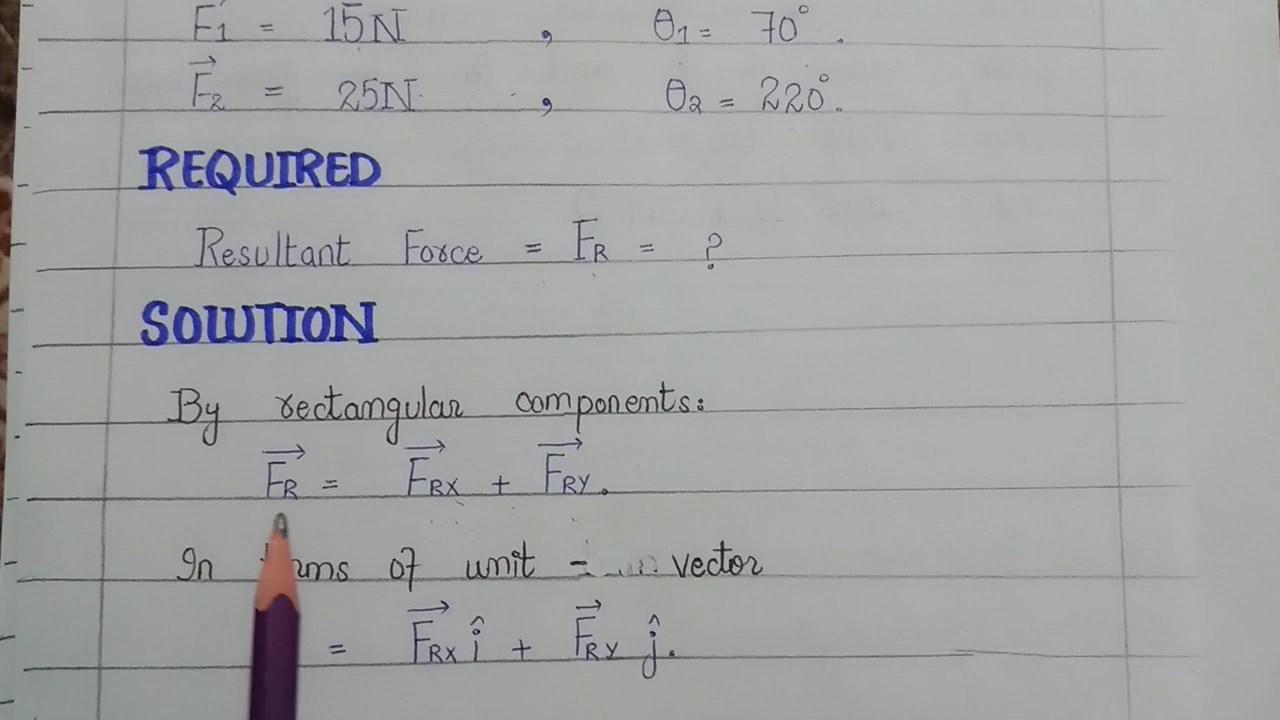 F1 = 15N , θ1 = 70°.
F2 = 25N , θ2 = 220°.
REQUIRED
Resultant Force = FR = ?
SOLUTION
By rectangular components:
FR = FRX + FRY.
In of unit - vector
= FRX î + FRY ĵ.